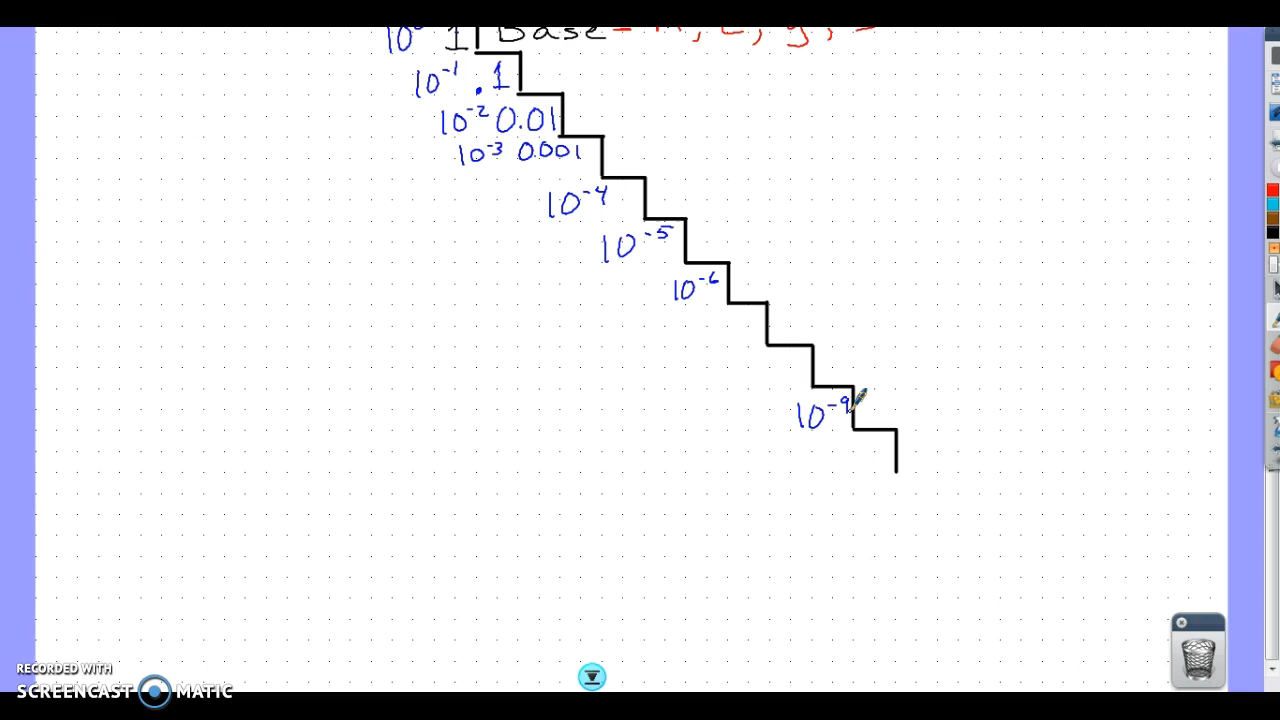 10⁰ 1 Base = m, L, g,
10⁻¹ .1
10⁻² 0.01
10⁻³ 0.001
10⁻⁴
10⁻⁵
10⁻⁶
10⁻⁹
RECORDED WITH
SCREENCAST MATIC